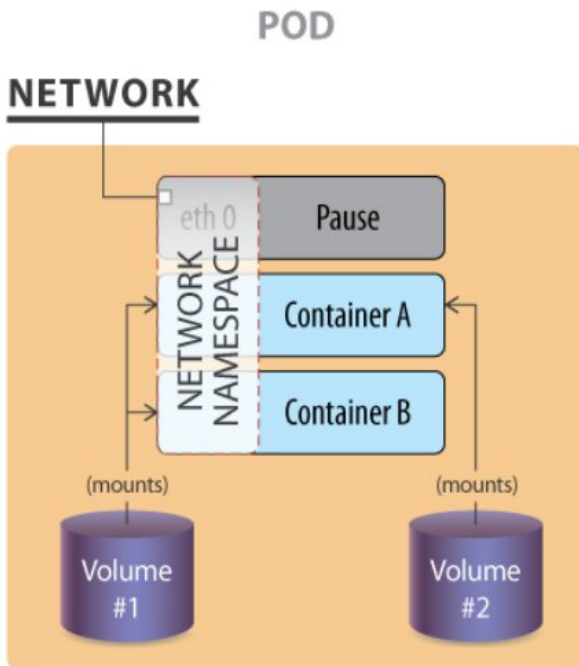 POD
NETWORK
eth 0
Pause
NETWORK
NAMESPACE
Container A
Container B
(mounts)
(mounts)
Volume
#1
Volume
#2